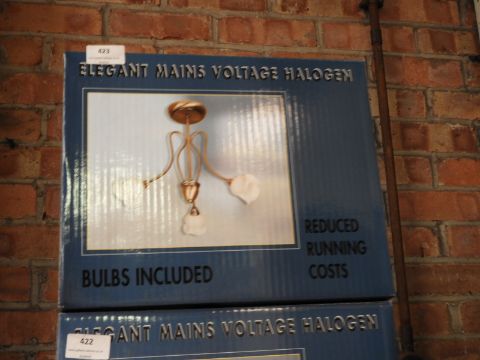 423
ELEGANT MAINS VOLTAGE HALOGEN
REDUCED
RUNNING
COSTS
BULBS INCLUDED
ELEGANT MAINS VOLTAGE HALOGEN
422